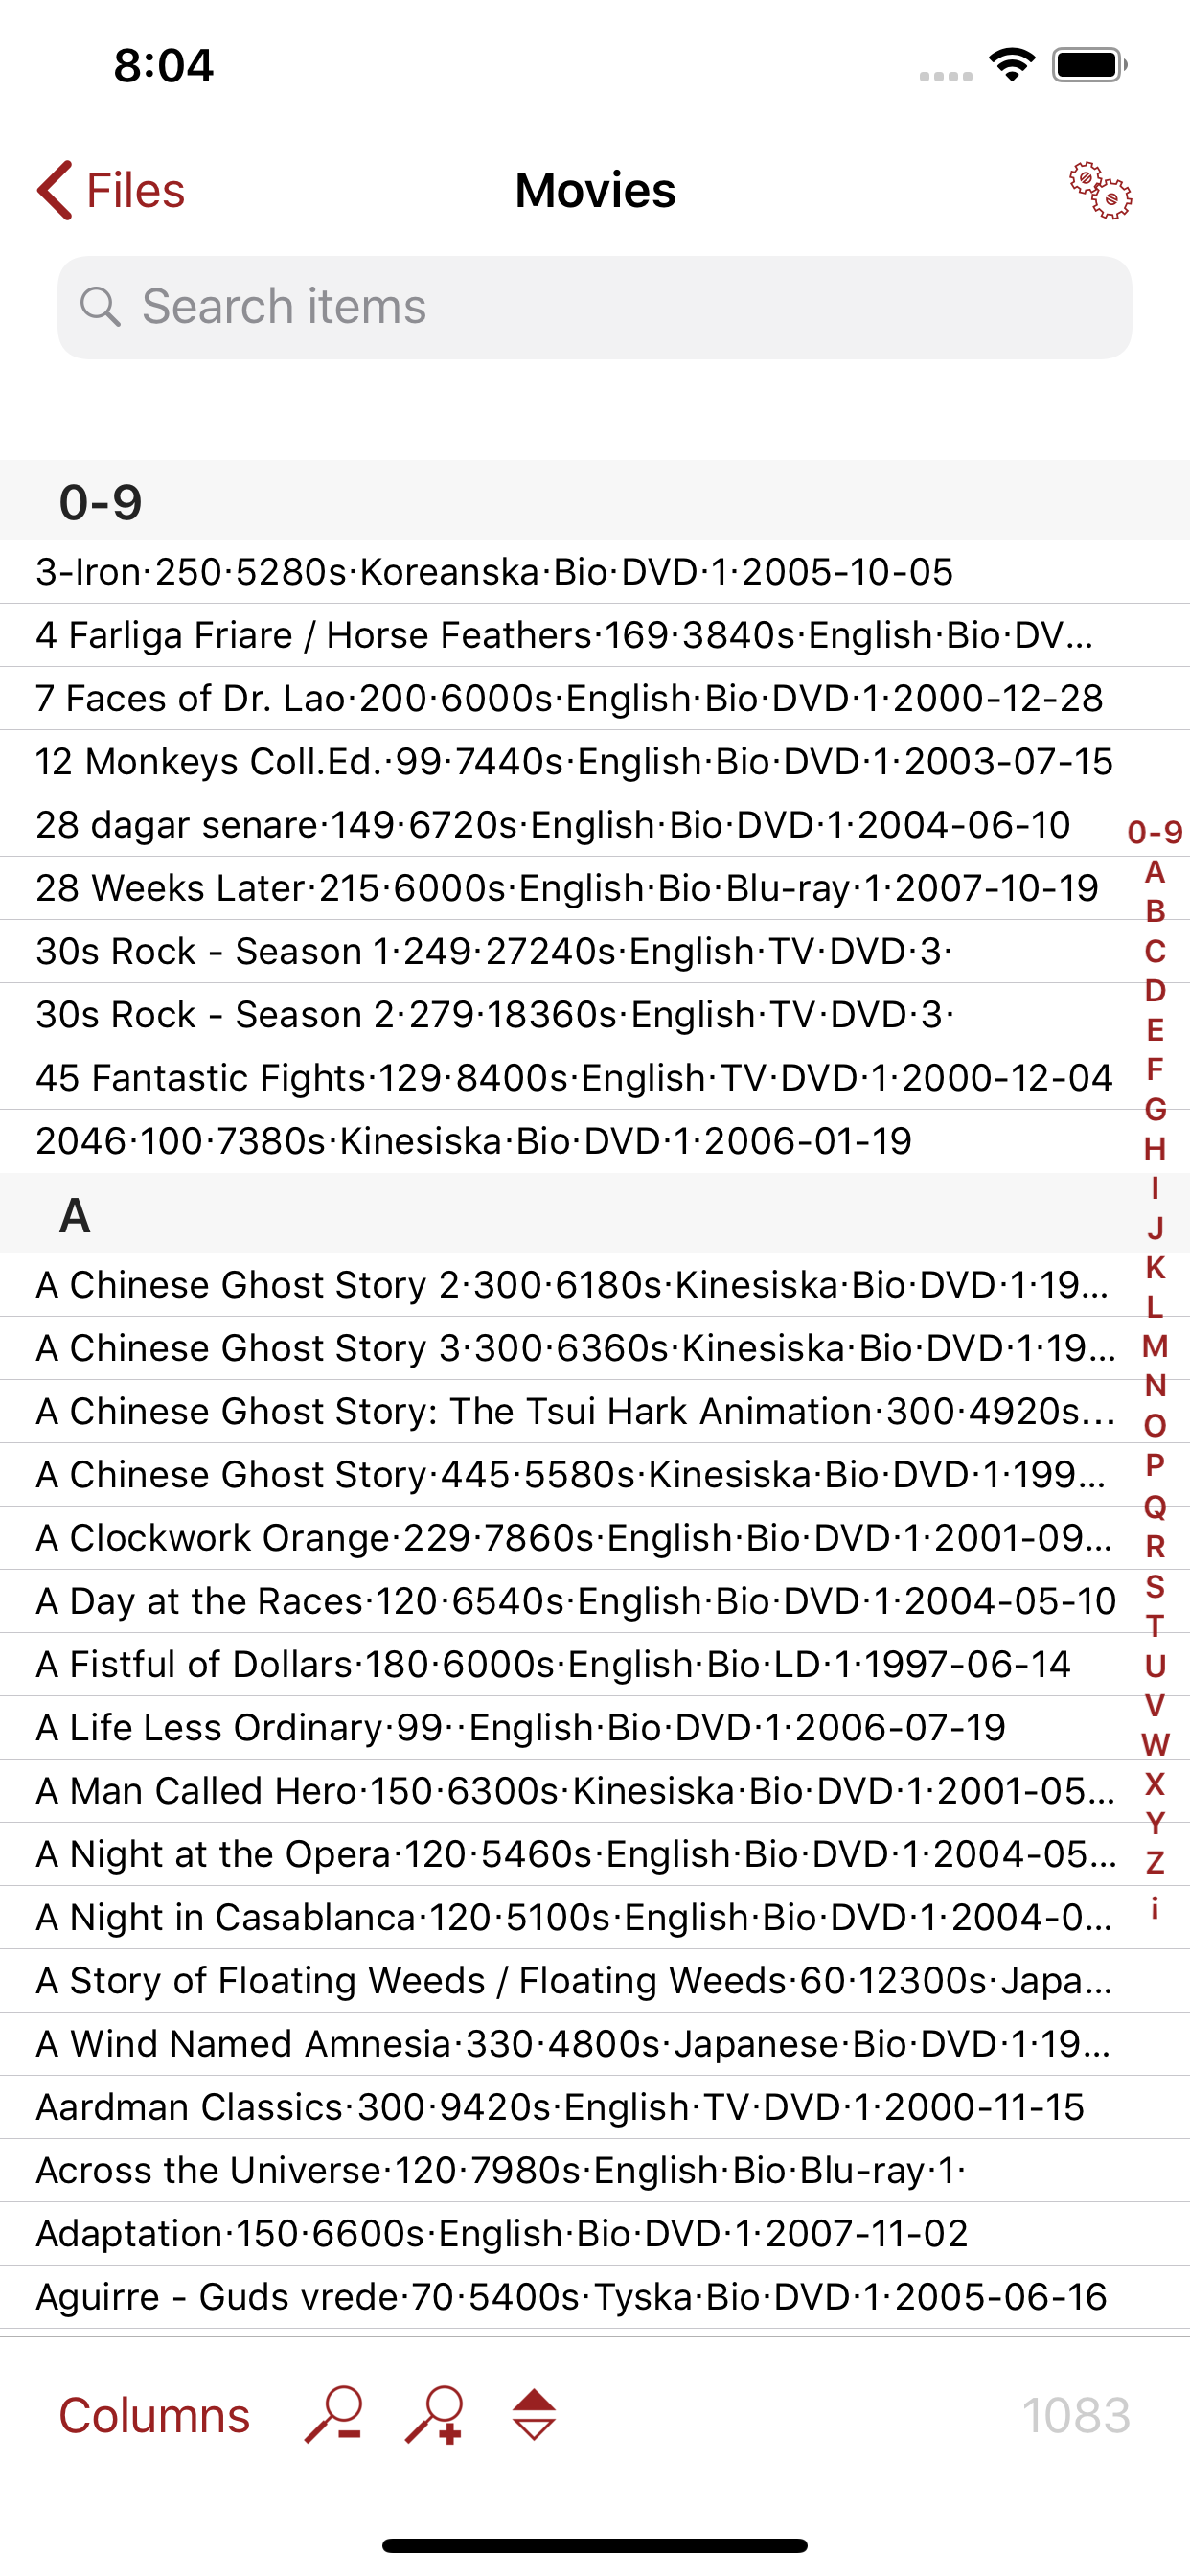 8:04
Files
Movies
Search items
0-9
3-Iron·250·5280s·Koreanska·Bio·DVD·1·2005-10-05
4 Farliga Friare / Horse Feathers·169·3840s·English·Bio·DV...
7 Faces of Dr. Lao·200·6000s·English·Bio·DVD·1·2000-12-28
12 Monkeys Coll.Ed.·99·7440s·English·Bio·DVD·1·2003-07-15
28 dagar senare·149·6720s·English·Bio·DVD·1·2004-06-10
28 Weeks Later·215·6000s·English·Bio·Blu-ray·1·2007-10-19
30s Rock - Season 1·249·27240s·English·TV·DVD·3·
30s Rock - Season 2·279·18360s·English·TV·DVD·3·
45 Fantastic Fights·129·8400s·English·TV·DVD·1·2000-12-04
2046·100·7380s·Kinesiska·Bio·DVD·1·2006-01-19
A
A Chinese Ghost Story 2·300·6180s·Kinesiska·Bio·DVD·1·19...
A Chinese Ghost Story 3·300·6360s·Kinesiska·Bio·DVD·1·19...
A Chinese Ghost Story: The Tsui Hark Animation·300·4920s...
A Chinese Ghost Story·445·5580s·Kinesiska·Bio·DVD·1·199...
A Clockwork Orange·229·7860s·English·Bio·DVD·1·2001-09...
A Day at the Races·120·6540s·English·Bio·DVD·1·2004-05-10
A Fistful of Dollars·180·6000s·English·Bio·LD·1·1997-06-14
A Life Less Ordinary·99··English·Bio·DVD·1·2006-07-19
A Man Called Hero·150·6300s·Kinesiska·Bio·DVD·1·2001-05...
A Night at the Opera·120·5460s·English·Bio·DVD·1·2004-05...
A Night in Casablanca·120·5100s·English·Bio·DVD·1·2004-0...
A Story of Floating Weeds / Floating Weeds·60·12300s·Japa...
A Wind Named Amnesia·330·4800s·Japanese·Bio·DVD·1·19...
Aardman Classics·300·9420s·English·TV·DVD·1·2000-11-15
Across the Universe·120·7980s·English·Bio·Blu-ray·1·
Adaptation·150·6600s·English·Bio·DVD·1·2007-11-02
Aguirre - Guds vrede·70·5400s·Tyska·Bio·DVD·1·2005-06-16
0-9
A
B
C
D
E
F
G
H
I
J
K
L
M
N
O
P
Q
R
S
T
U
V
W
X
Y
Z
i
Columns
1083